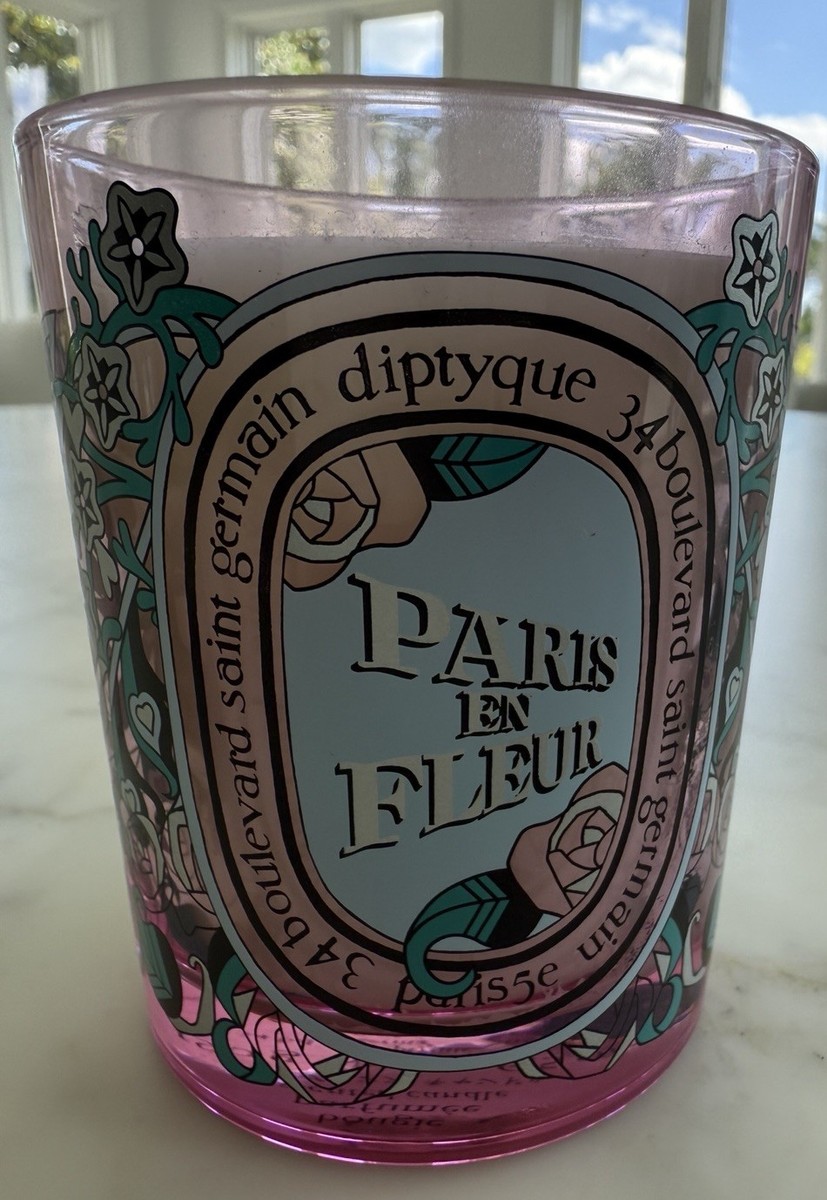 diptyque
34 boulevard saint germain
34 boulevard saint germain
paris 5e
PARIS
EN
FLEUR